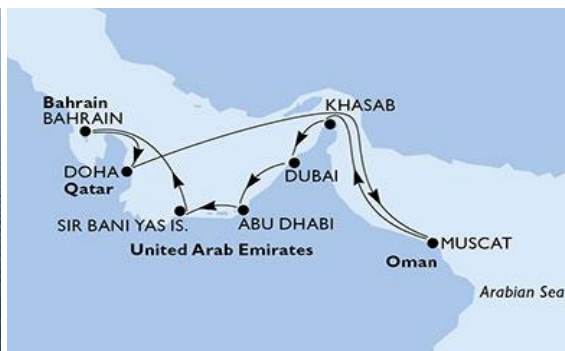 Bahrain
BAHRAIN
KHASAB
DOHA
Qatar
DUBAI
SIR BANI YAS IS.
ABU DHABI
United Arab Emirates
MUSCAT
Oman
Arabian Sea